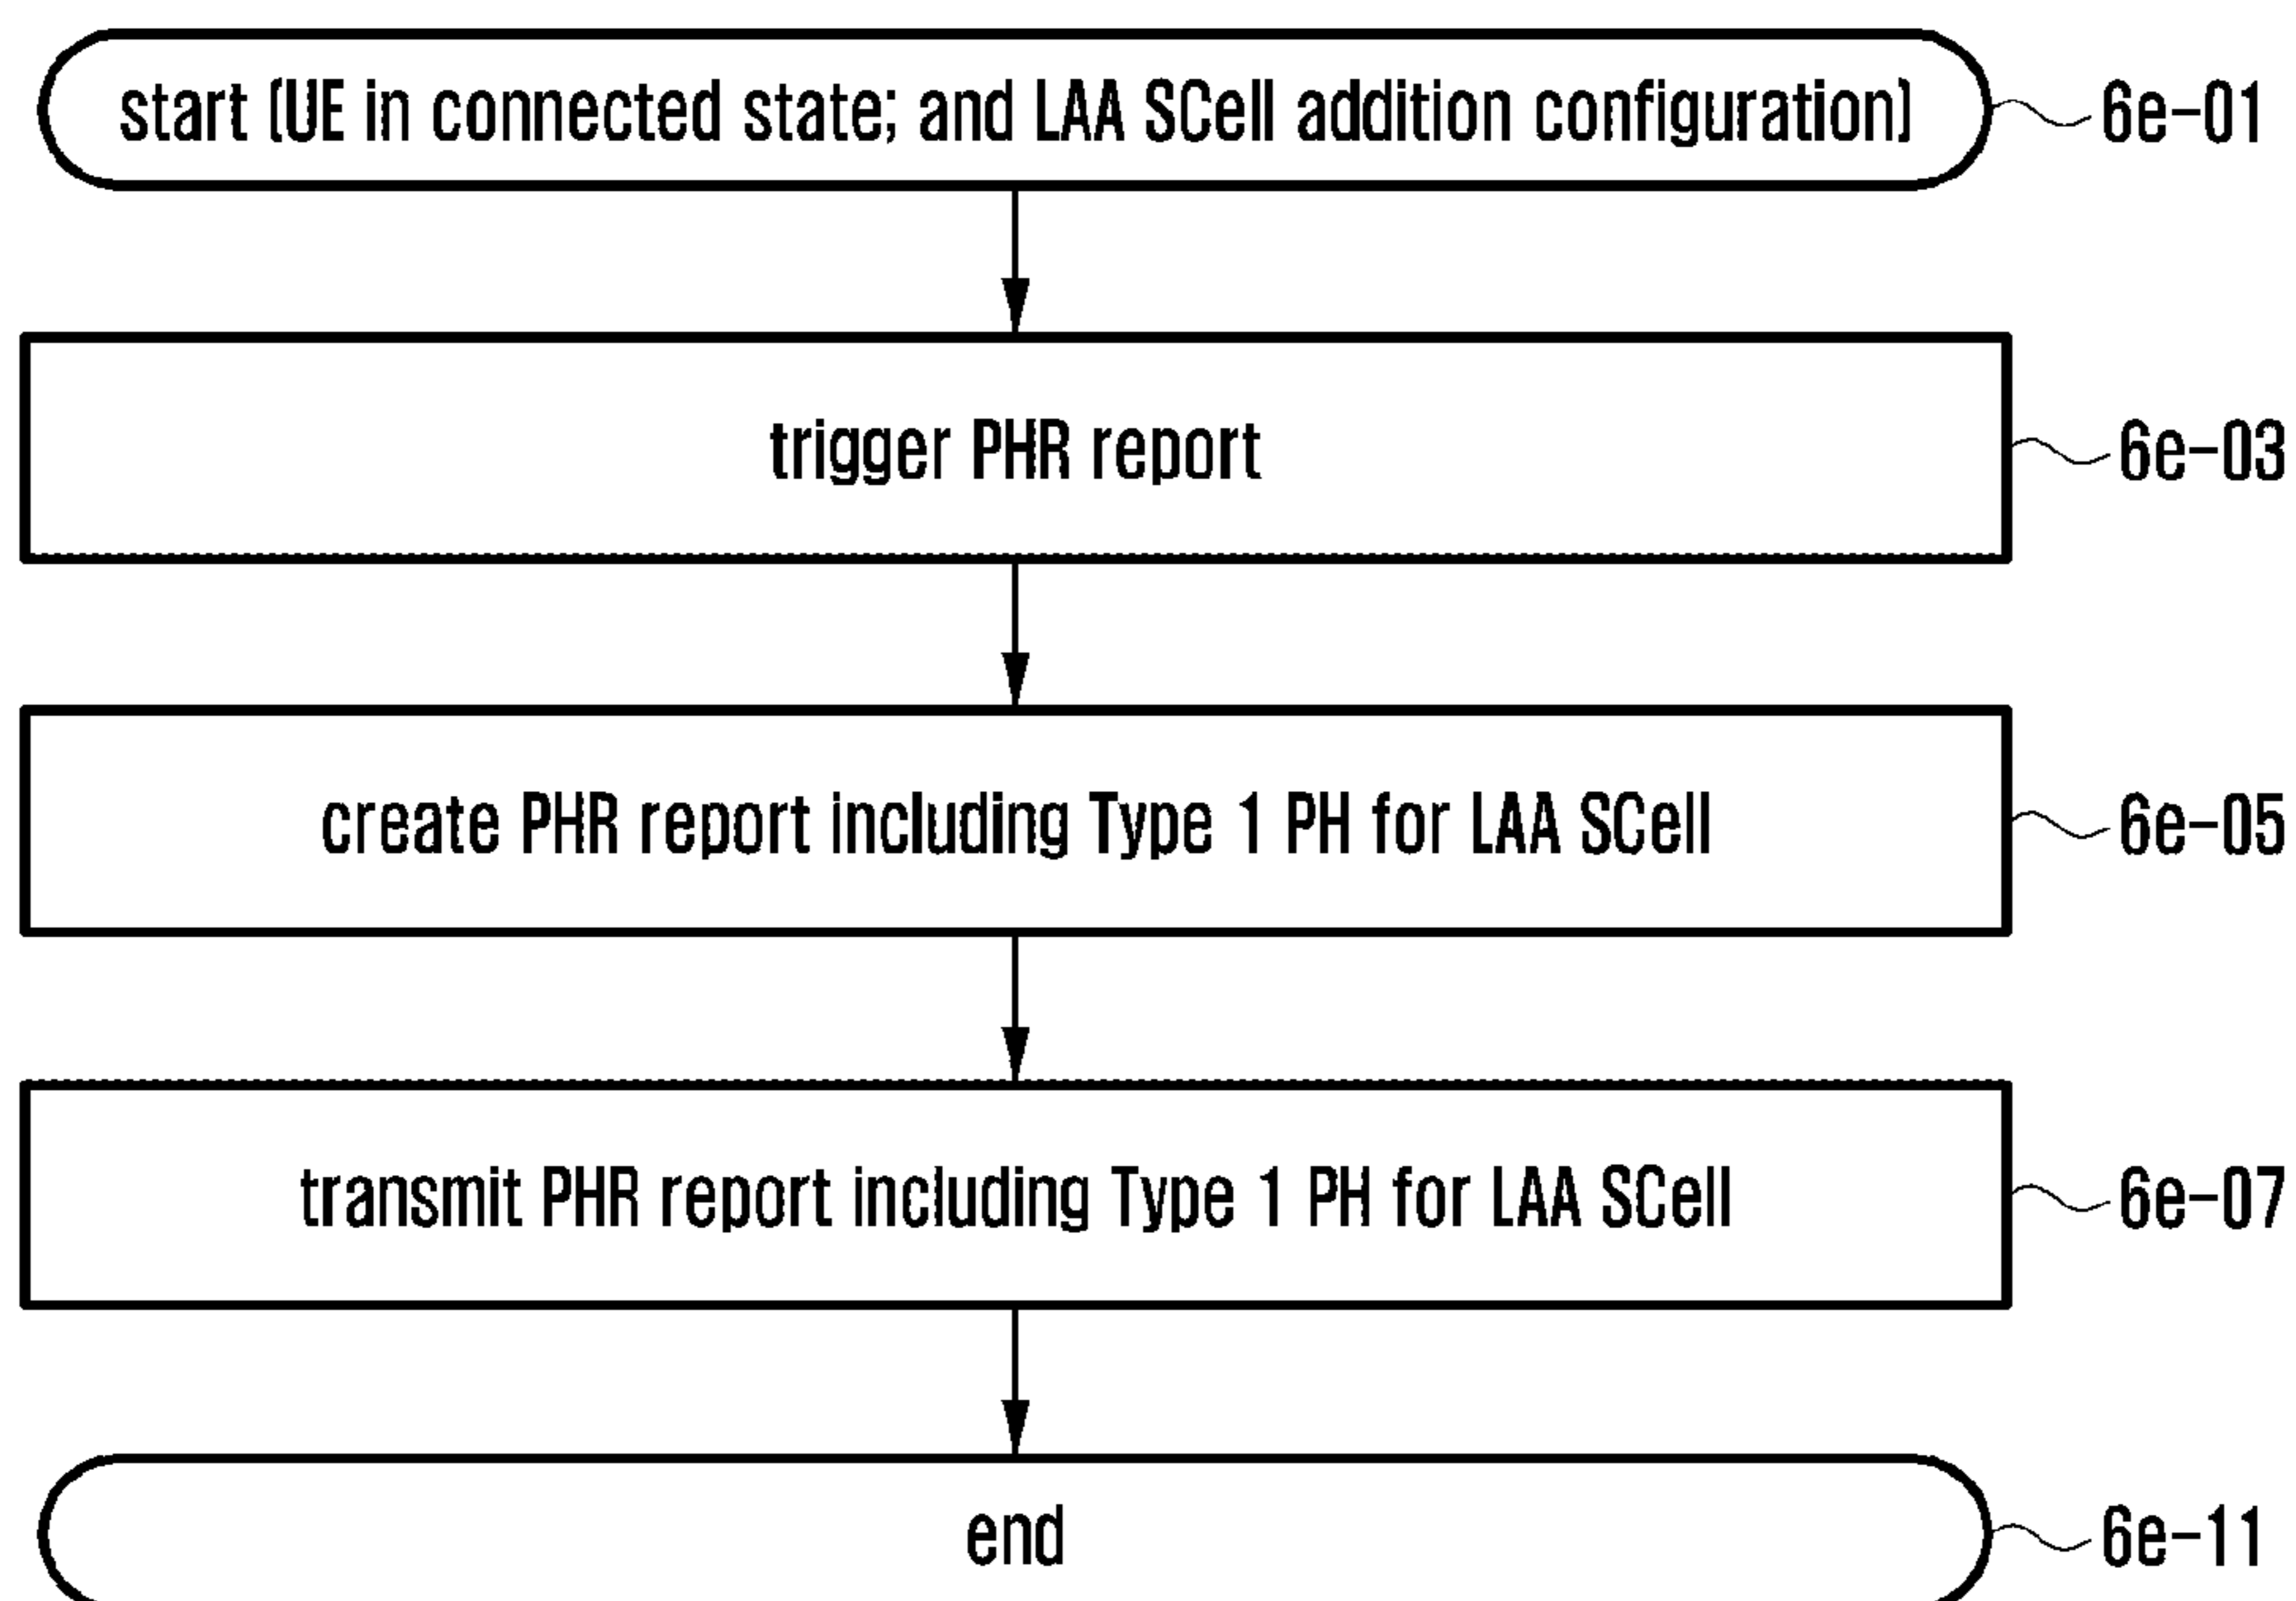 start (UE in connected state; and LAA SCell addition configuration)
6e-01
trigger PHR report
6e-03
create PHR report including Type 1 PH for LAA SCell
6e-05
transmit PHR report including Type 1 PH for LAA SCell
6e-07
end
6e-11